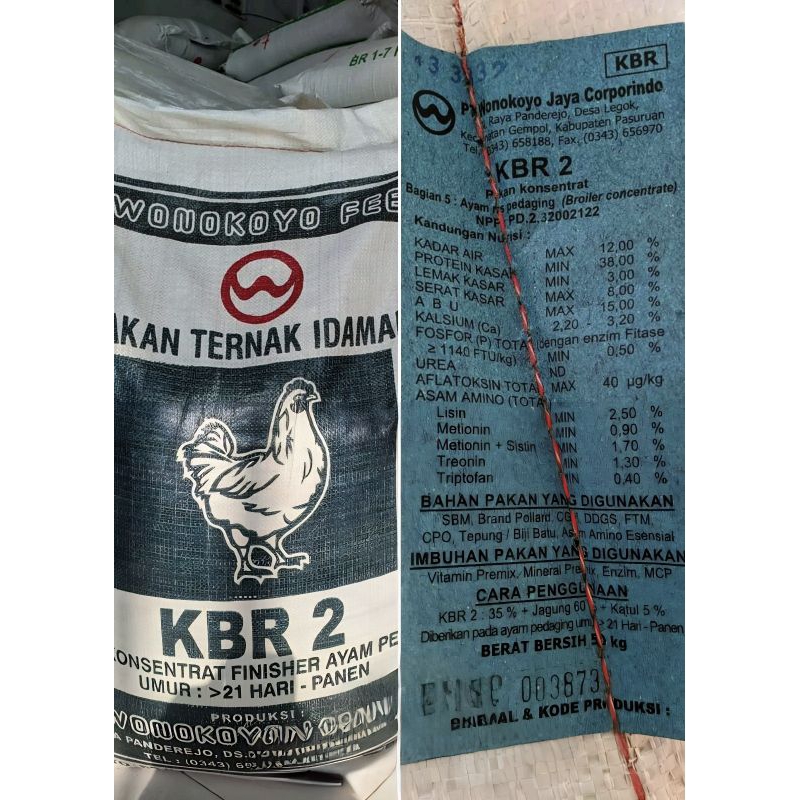 BR 1-7
WONOKOYO FEE
AKAN TERNAK IDAMA
KBR 2
KONSENTRAT FINISHER AYAM PE
UMUR : >21 HARI - PANEN
PRODUKSI :
PANDEREJO, DS.
TEL : (0343)
KBR
Wonokoyo Jaya Corporindo
Raya Panderejo, Desa Legok,
Gempol, Kabupaten Pasuruan
658188, Fax. (0343) 656970
KBR 2
konsentrat
Bagian 5 : Ayam pedaging (Broiler concentrate)
PD.2.32002122
Kandungan Nutrisi :
KADAR AIR MAX 12,00 %
PROTEIN KASAR MIN 38,00 %
LEMAK KASAR MIN 3,00 %
SERAT KASAR MAX 8,00 %
A B U MAX 15,00 %
KALSIUM (Ca) 2,20 - 3,20 %
FOSFOR (P) TOTAL (dengan enzim Fitase
≥ 1140 FTU/kg) MIN 0,50 %
UREA ND
AFLATOKSIN TOTAL MAX 40 µg/kg
ASAM AMINO (TOTAL)
Lisin MIN 2,50 %
Metionin MIN 0,90 %
Metionin + Sistin MIN 1,70 %
Treonin MIN 1,30 %
Triptofan MIN 0,40 %
BAHAN PAKAN YANG DIGUNAKAN
SBM, Brand Pollard, DDGS, FTM,
CPO, Tepung / Biji Batu, Asam Amino Esensial
IMBUHAN PAKAN YANG DIGUNAKAN
Vitamin Premix, Mineral Premix, Enzim, MCP
CARA PENGGUNAAN
KBR 2 : 35 % + Jagung 60 % + Katul 5 %
Diberikan pada ayam pedaging umur ≥ 21 Hari - Panen
BERAT BERSIH 50 kg
003873
& KODE PRODUKSI :